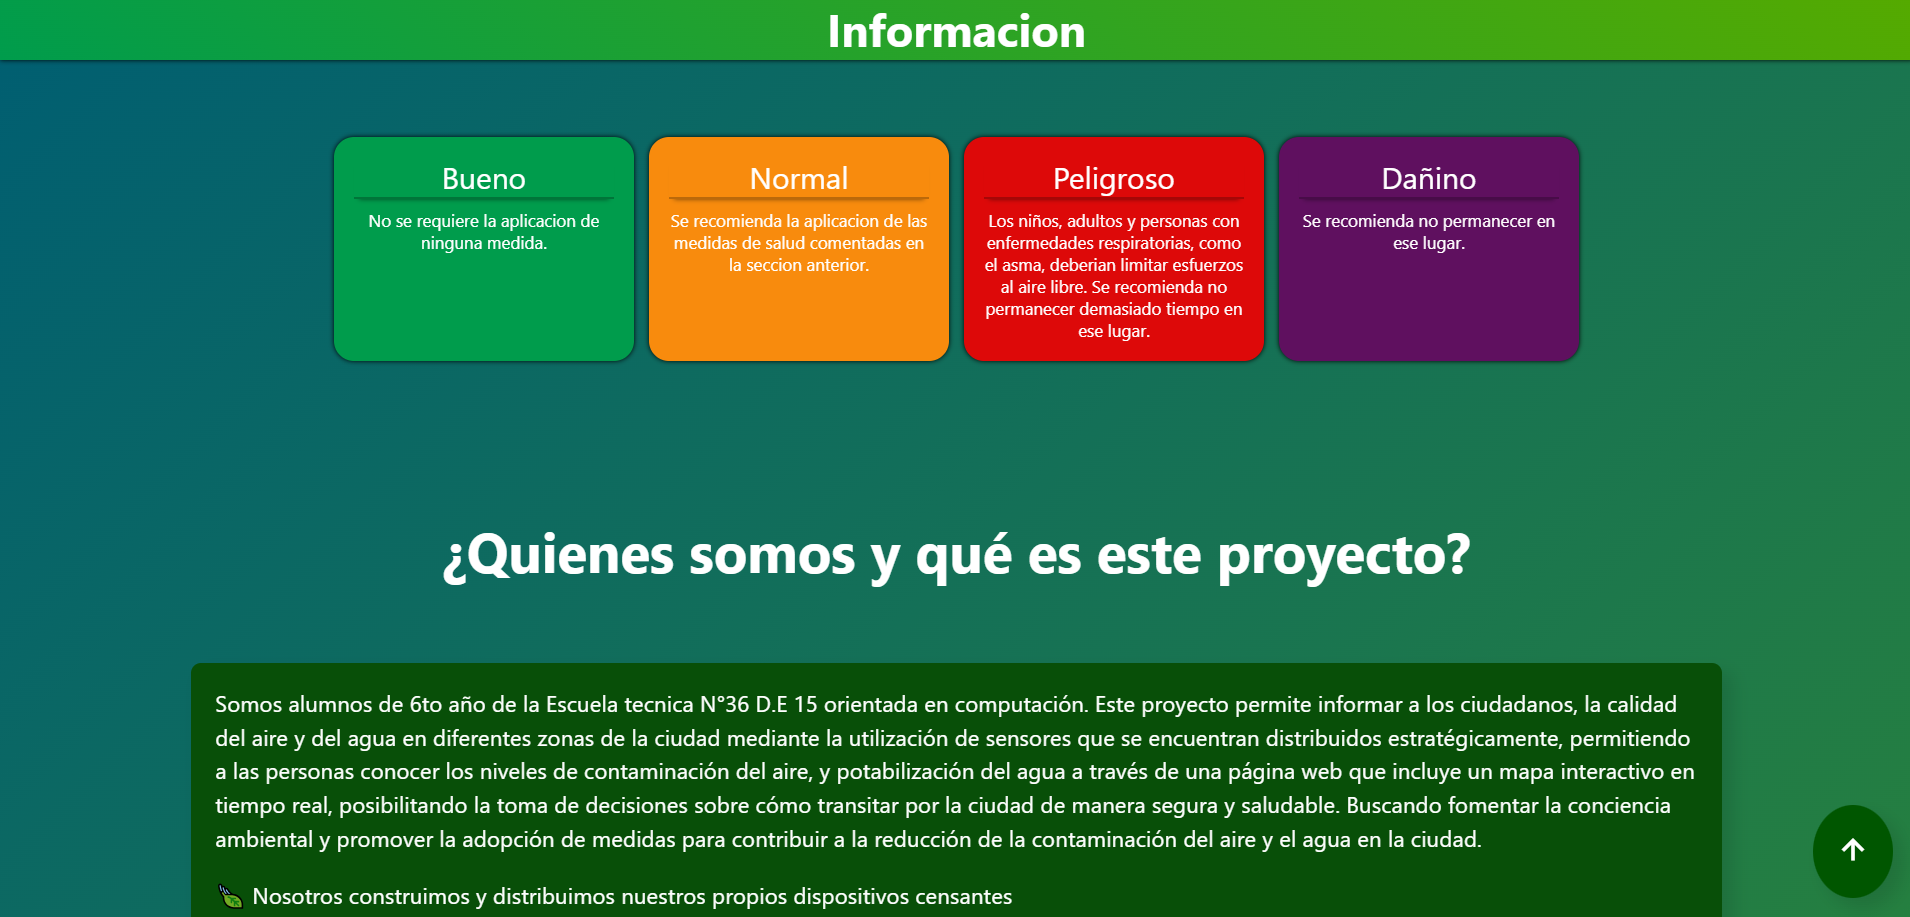 Informacion
Bueno
No se requiere la aplicacion de
ninguna medida.
Normal
Se recomienda la aplicacion de las
medidas de salud comentadas en
la seccion anterior.
Peligroso
Los niños, adultos y personas con
enfermedades respiratorias, como
el asma, deberian limitar esfuerzos
al aire libre. Se recomienda no
permanecer demasiado tiempo en
ese lugar.
Dañino
Se recomienda no permanecer en
ese lugar.
¿Quienes somos y qué es este proyecto?
Somos alumnos de 6to año de la Escuela tecnica N°36 D.E 15 orientada en computación. Este proyecto permite informar a los ciudadanos, la calidad
del aire y del agua en diferentes zonas de la ciudad mediante la utilización de sensores que se encuentran distribuidos estratégicamente, permitiendo
a las personas conocer los niveles de contaminación del aire, y potabilización del agua a través de una página web que incluye un mapa interactivo en
tiempo real, posibilitando la toma de decisiones sobre cómo transitar por la ciudad de manera segura y saludable. Buscando fomentar la conciencia
ambiental y promover la adopción de medidas para contribuir a la reducción de la contaminación del aire y el agua en la ciudad.
Nosotros construimos y distribuimos nuestros propios dispositivos censantes